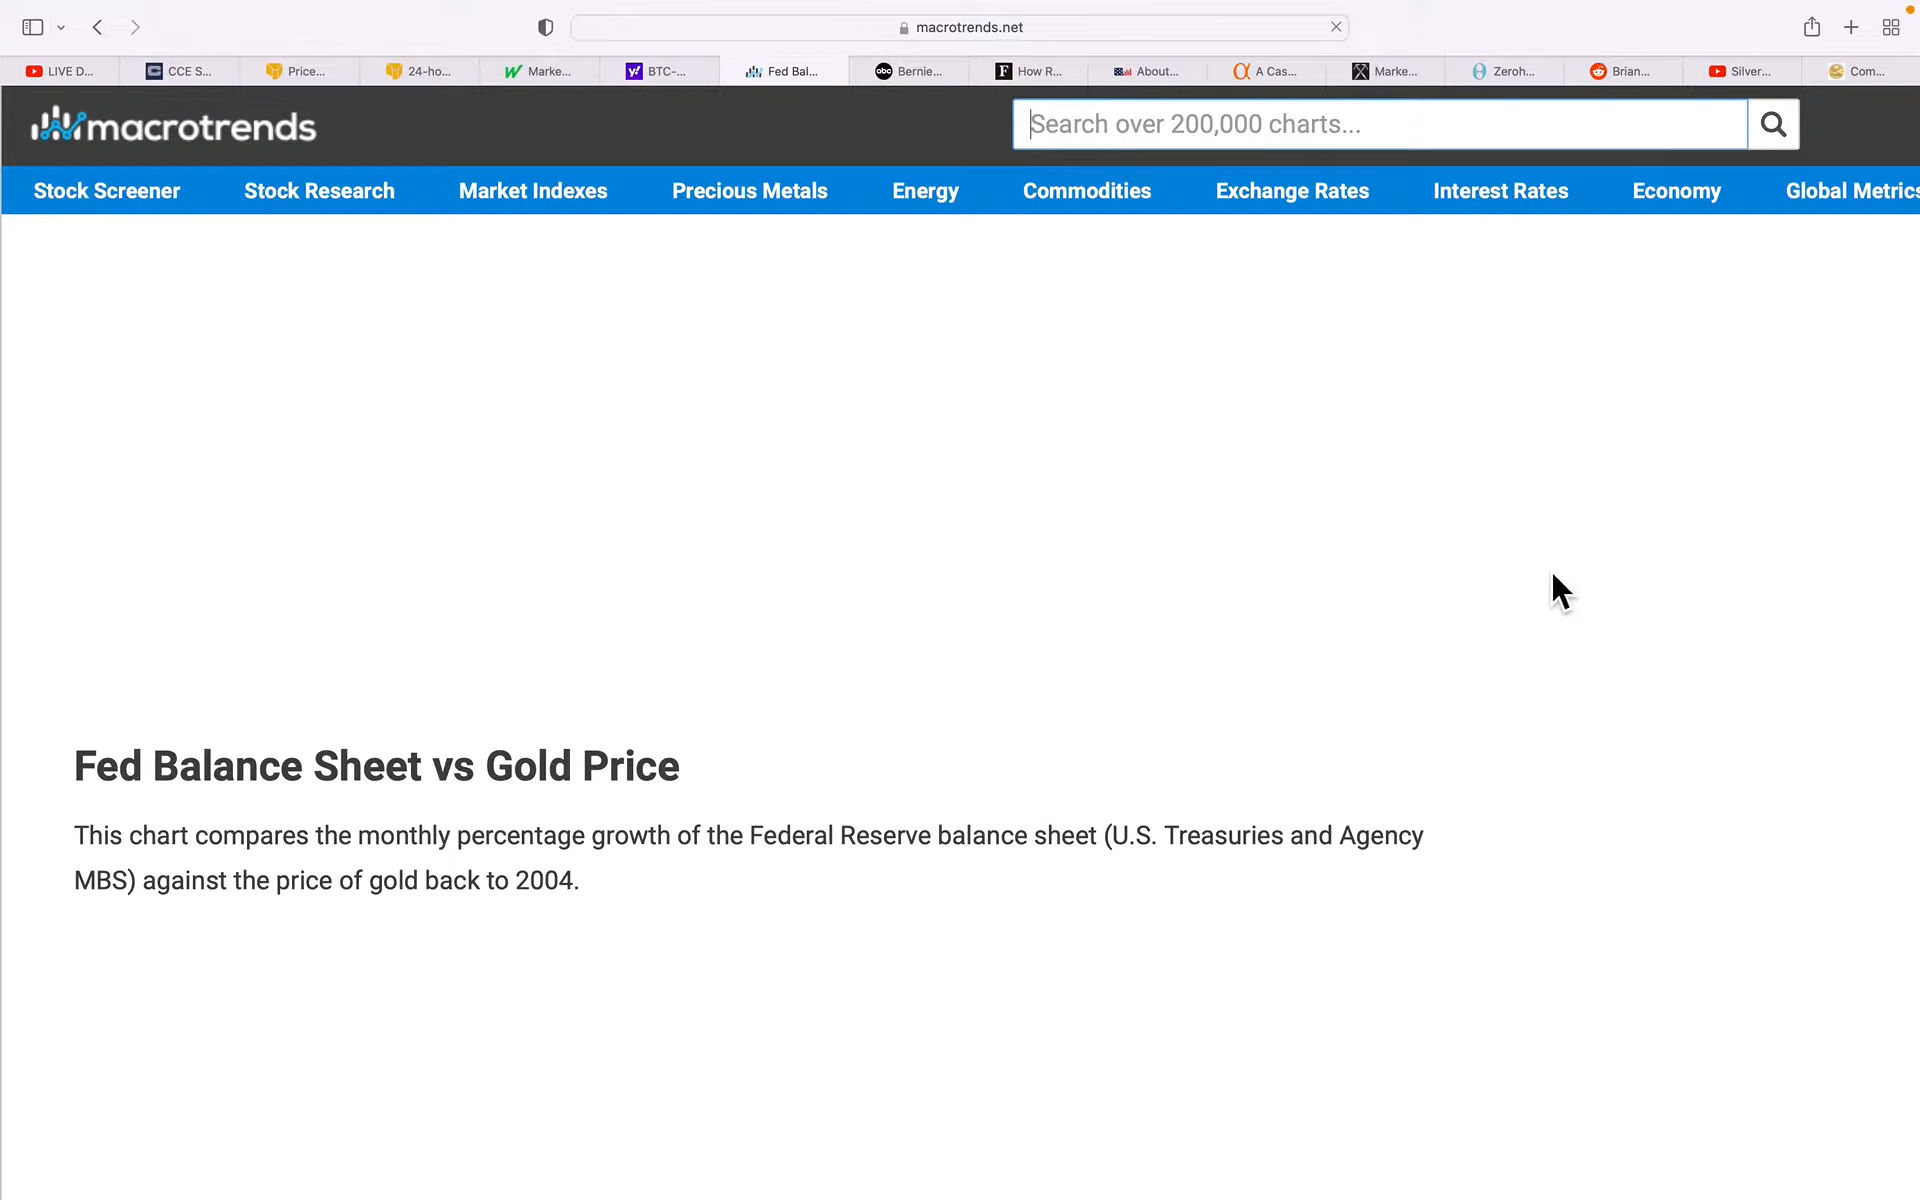 macrotrends.net
LIVE D...
CCE S...
Price...
24-ho...
Marke...
BTC-...
Fed Bal...
abc
Bernie...
How R...
About...
A Cas...
Marke...
Zeroh...
Brian...
Silver...
Com...
macrotrends
Search over 200,000 charts...
Stock Screener
Stock Research
Market Indexes
Precious Metals
Energy
Commodities
Exchange Rates
Interest Rates
Economy
Global Metrics
Fed Balance Sheet vs Gold Price
This chart compares the monthly percentage growth of the Federal Reserve balance sheet (U.S. Treasuries and Agency
MBS) against the price of gold back to 2004.